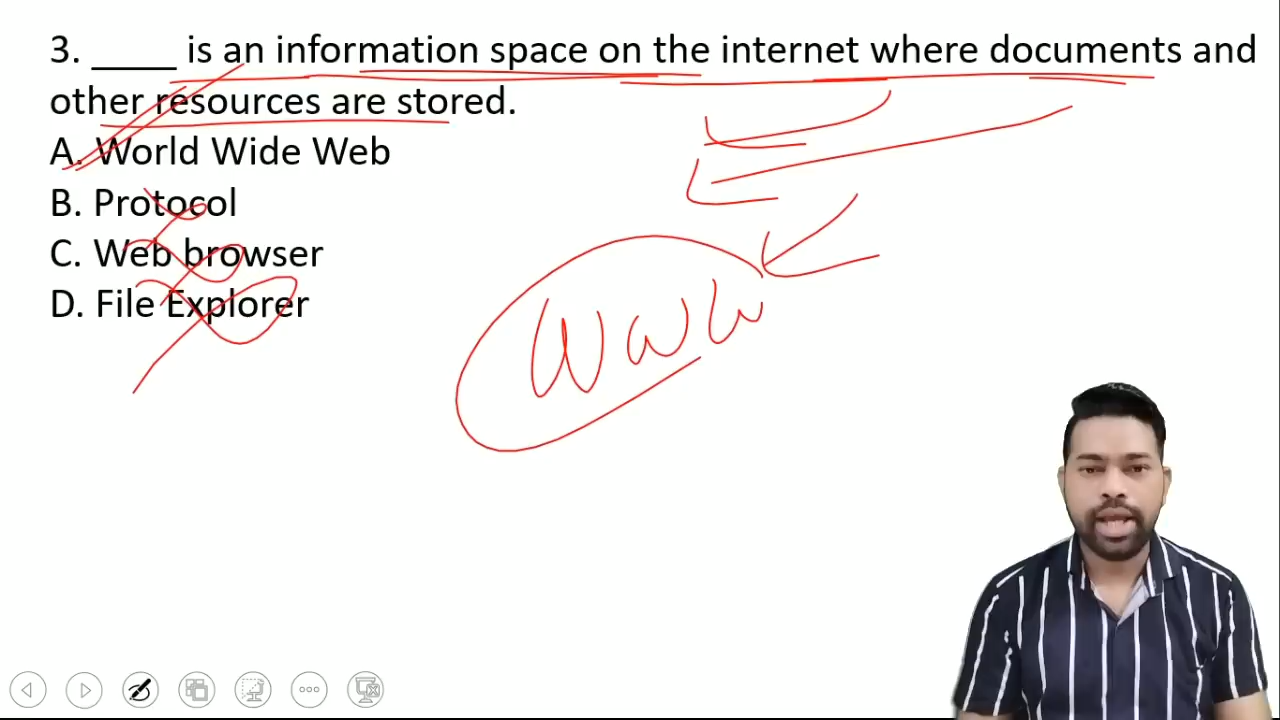 3. ____ is an information space on the internet where documents and
other resources are stored.
A. World Wide Web
B. Protocol
C. Web browser
D. File Explorer
WWW